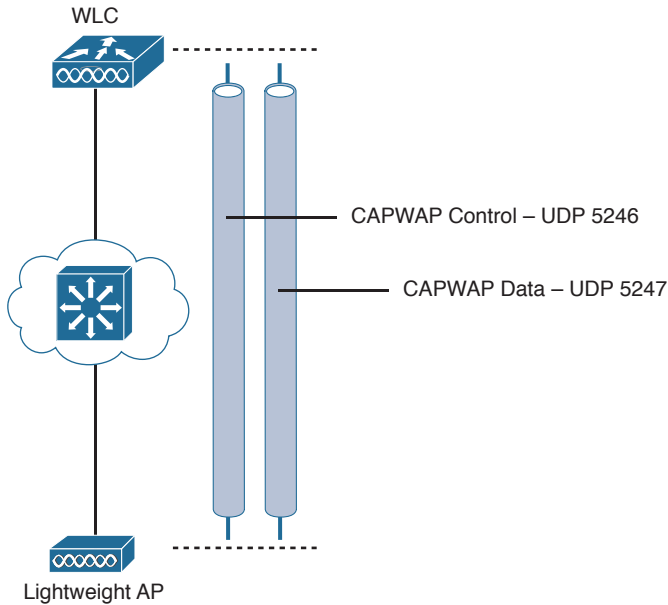 WLC
CAPWAP Control – UDP 5246
CAPWAP Data – UDP 5247
Lightweight AP